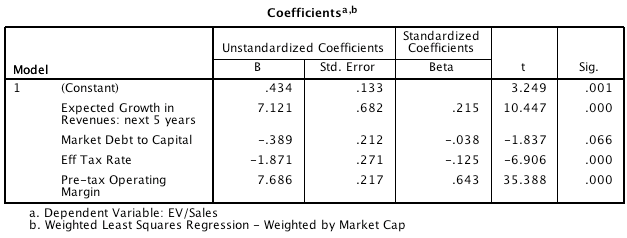 Coefficientsa,b
Unstandardized Coefficients Standardized Coefficients
Model B Std. Error Beta t Sig.
1 (Constant) .434 .133 3.249 .001
Expected Growth in Revenues: next 5 years 7.121 .682 .215 10.447 .000
Market Debt to Capital -.389 .212 -.038 -1.837 .066
Eff Tax Rate -1.871 .271 -.125 -6.906 .000
Pre-tax Operating Margin 7.686 .217 .643 35.388 .000
a. Dependent Variable: EV/Sales
b. Weighted Least Squares Regression - Weighted by Market Cap